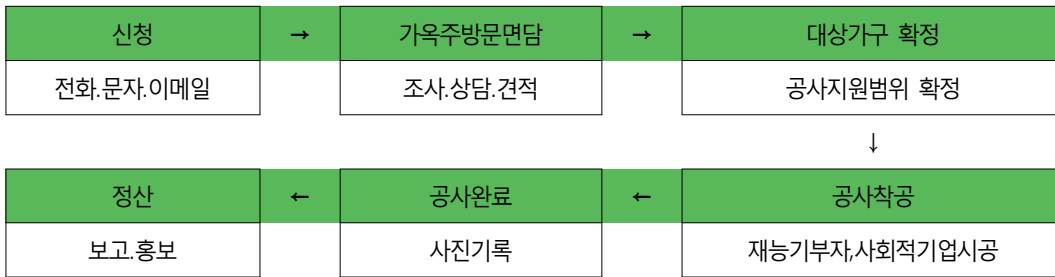 신청 → 가옥주방문면담 → 대상가구 확정
전화.문자.이메일 조사.상담.견적 공사지원범위 확정
↓
정산 ← 공사완료 ← 공사착공
보고.홍보 사진기록 재능기부자,사회적기업시공